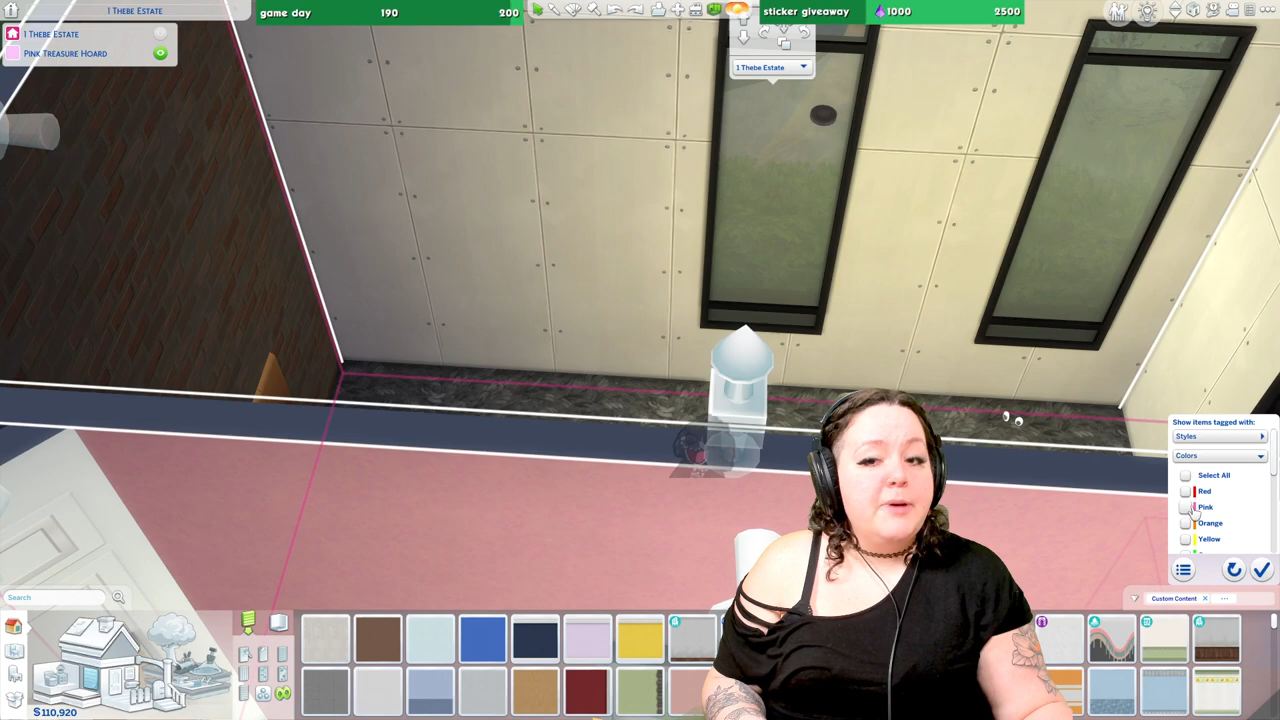 1 THEBE ESTATE
game day 190 200
sticker giveaway 1000 2500
1 THEBE ESTATE
PINK TREASURE HOARD
1 Thebe Estate
Show items tagged with:
Styles
Colors
Select All
Red
Pink
Orange
Yellow
Custom Content
Search
$110,920